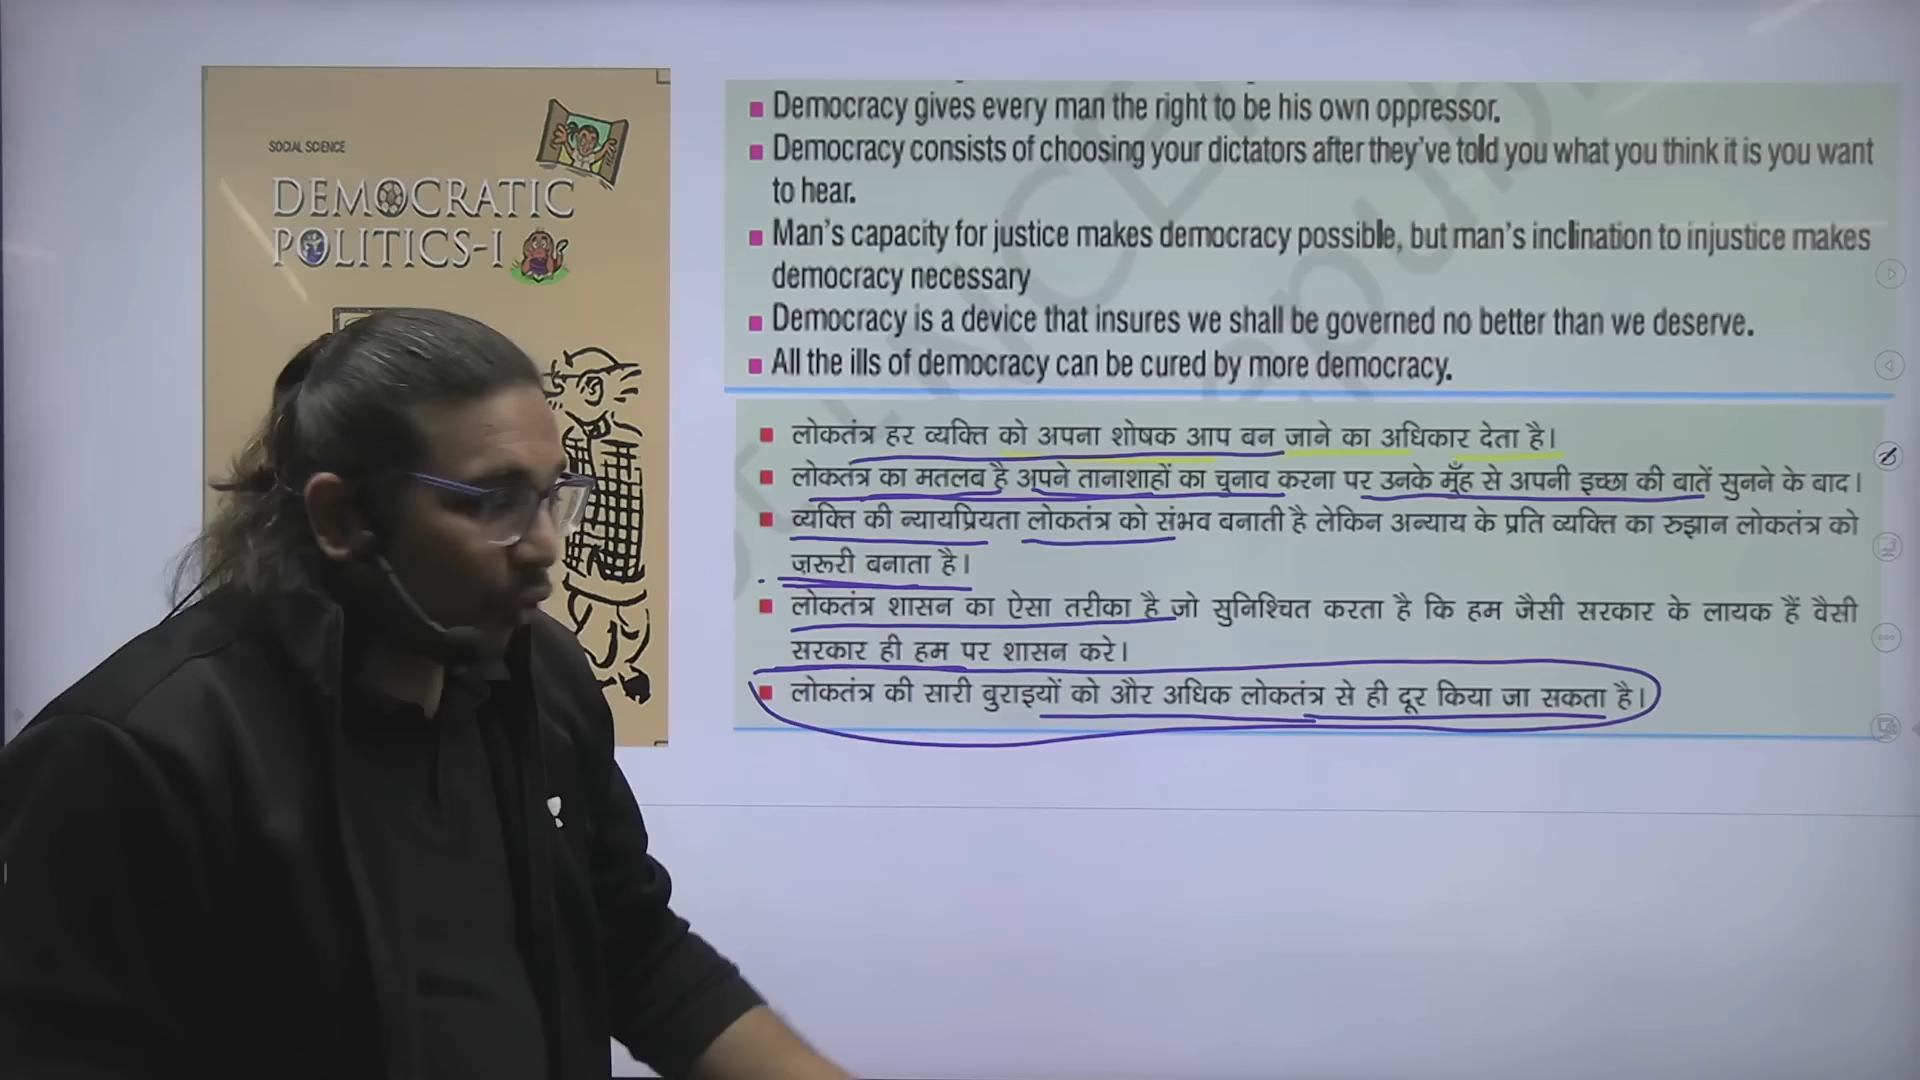 SOCIAL SCIENCE
DEMOCRATIC
POLITICS-I
Democracy gives every man the right to be his own oppressor.
Democracy consists of choosing your dictators after they've told you what you think it is you want
to hear.
Man's capacity for justice makes democracy possible, but man's inclination to injustice makes
democracy necessary
Democracy is a device that insures we shall be governed no better than we deserve.
All the ills of democracy can be cured by more democracy.
लोकतंत्र हर व्यक्ति को अपना शोषक आप बन जाने का अधिकार देता है।
लोकतंत्र का मतलब है अपने तानाशाहों का चुनाव करना पर उनके मूँह से अपनी इच्छा की बातें सुनने के बाद।
व्यक्ति की न्यायप्रियता लोकतंत्र को संभव बनाती है लेकिन अन्याय के प्रति व्यक्ति का रुझान लोकतंत्र को
ज़रूरी बनाता है।
लोकतंत्र शासन का ऐसा तरीका है जो सुनिश्चित करता है कि हम जैसी सरकार के लायक हैं वैसी
सरकार ही हम पर शासन करे।
लोकतंत्र की सारी बुराइयों को और अधिक लोकतंत्र से ही दूर किया जा सकता है।